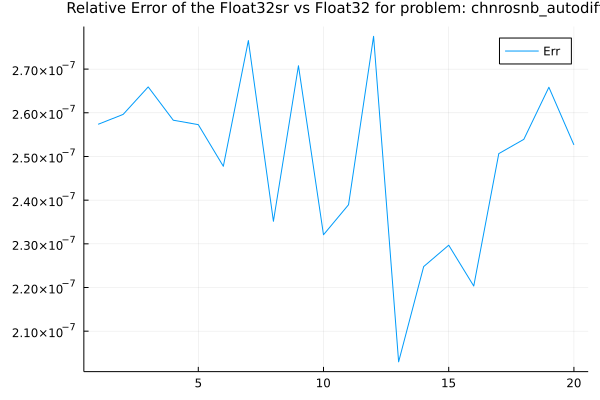 Relative Error of the Float32sr vs Float32 for problem: chnrosnb_autodif
Err
2.70×10⁻⁷
2.60×10⁻⁷
2.50×10⁻⁷
2.40×10⁻⁷
2.30×10⁻⁷
2.20×10⁻⁷
2.10×10⁻⁷
5 10 15 20